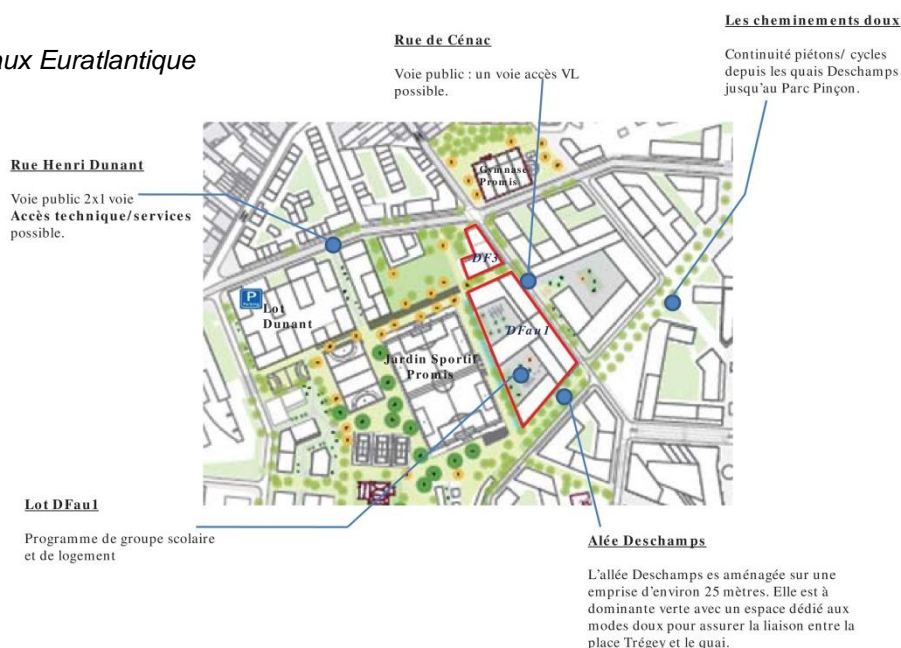 aux Euratlantique
Les cheminements doux
Continuité piétons/ cycles
depuis les quais Deschamps
jusqu'au Parc Pinçon.
Rue de Cénac
Voie public : un voie accès VL
possible.
Rue Henri Dunant
Voie public 2x1 voie
Accès technique/services
possible.
Gymnase
Promis
DF3
P
Lot
Dunant
DFau1
Jardin Sportif
Promis
Lot DFau1
Programme de groupe scolaire
et de logement
Alée Deschamps
L'allée Deschamps es aménagée sur une
emprise d'environ 25 mètres. Elle est à
dominante verte avec un espace dédié aux
modes doux pour assurer la liaison entre la
place Trégey et le quai.